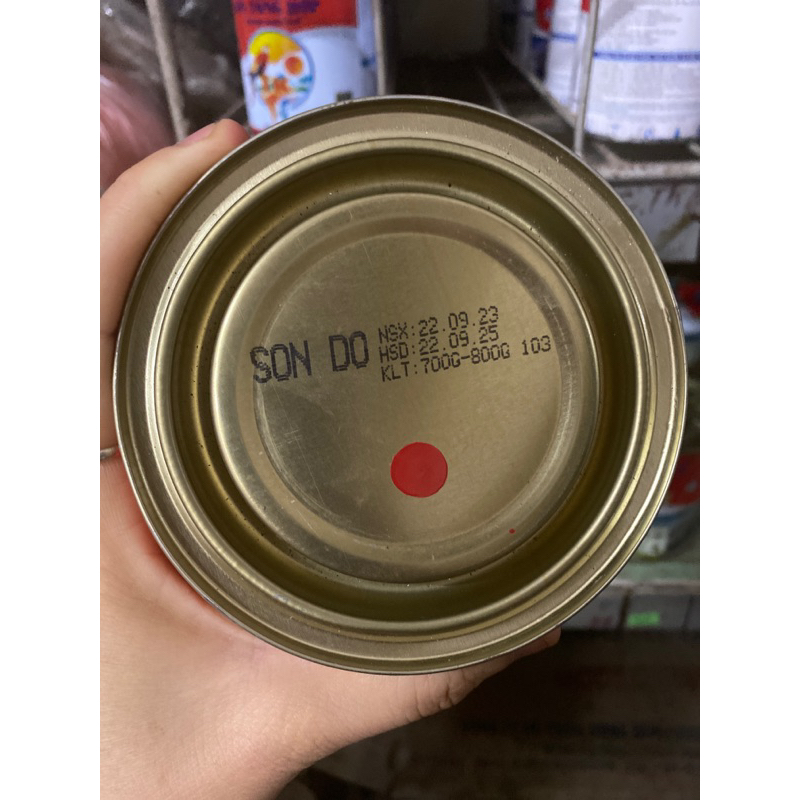 SON DO
NSX:22.09.23
HSD:22.09.25
KLT:700G-800G 103